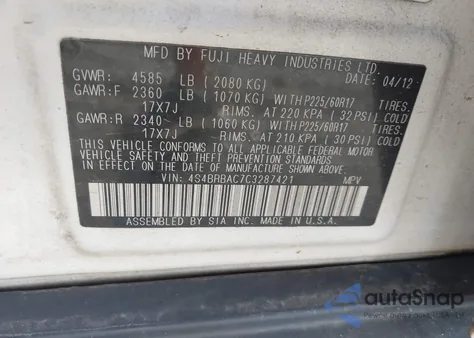 MFD BY FUJI HEAVY INDUSTRIES LTD.
DATE: 04/12
GVWR: 4585 LB (2080 KG)
GAWR:F 2360 LB (1070 KG) WITH P225/60R17 TIRES.
17X7J RIMS. AT 220 KPA (32 PSI) COLD
GAWR:R 2340 LB (1060 KG) WITH P225/60R17 TIRES.
17X7J RIMS. AT 210 KPA (30 PSI) COLD
THIS VEHICLE CONFORMS TO ALL APPLICABLE FEDERAL MOTOR
VEHICLE SAFETY AND THEFT PREVENTION STANDARDS
IN EFFECT ON THE DATE OF MANUFACTURE SHOWN ABOVE.
VIN: 4S4BRBAC7C3287421 MPV
ASSEMBLED BY SIA INC. MADE IN U.S.A.
autoSnap